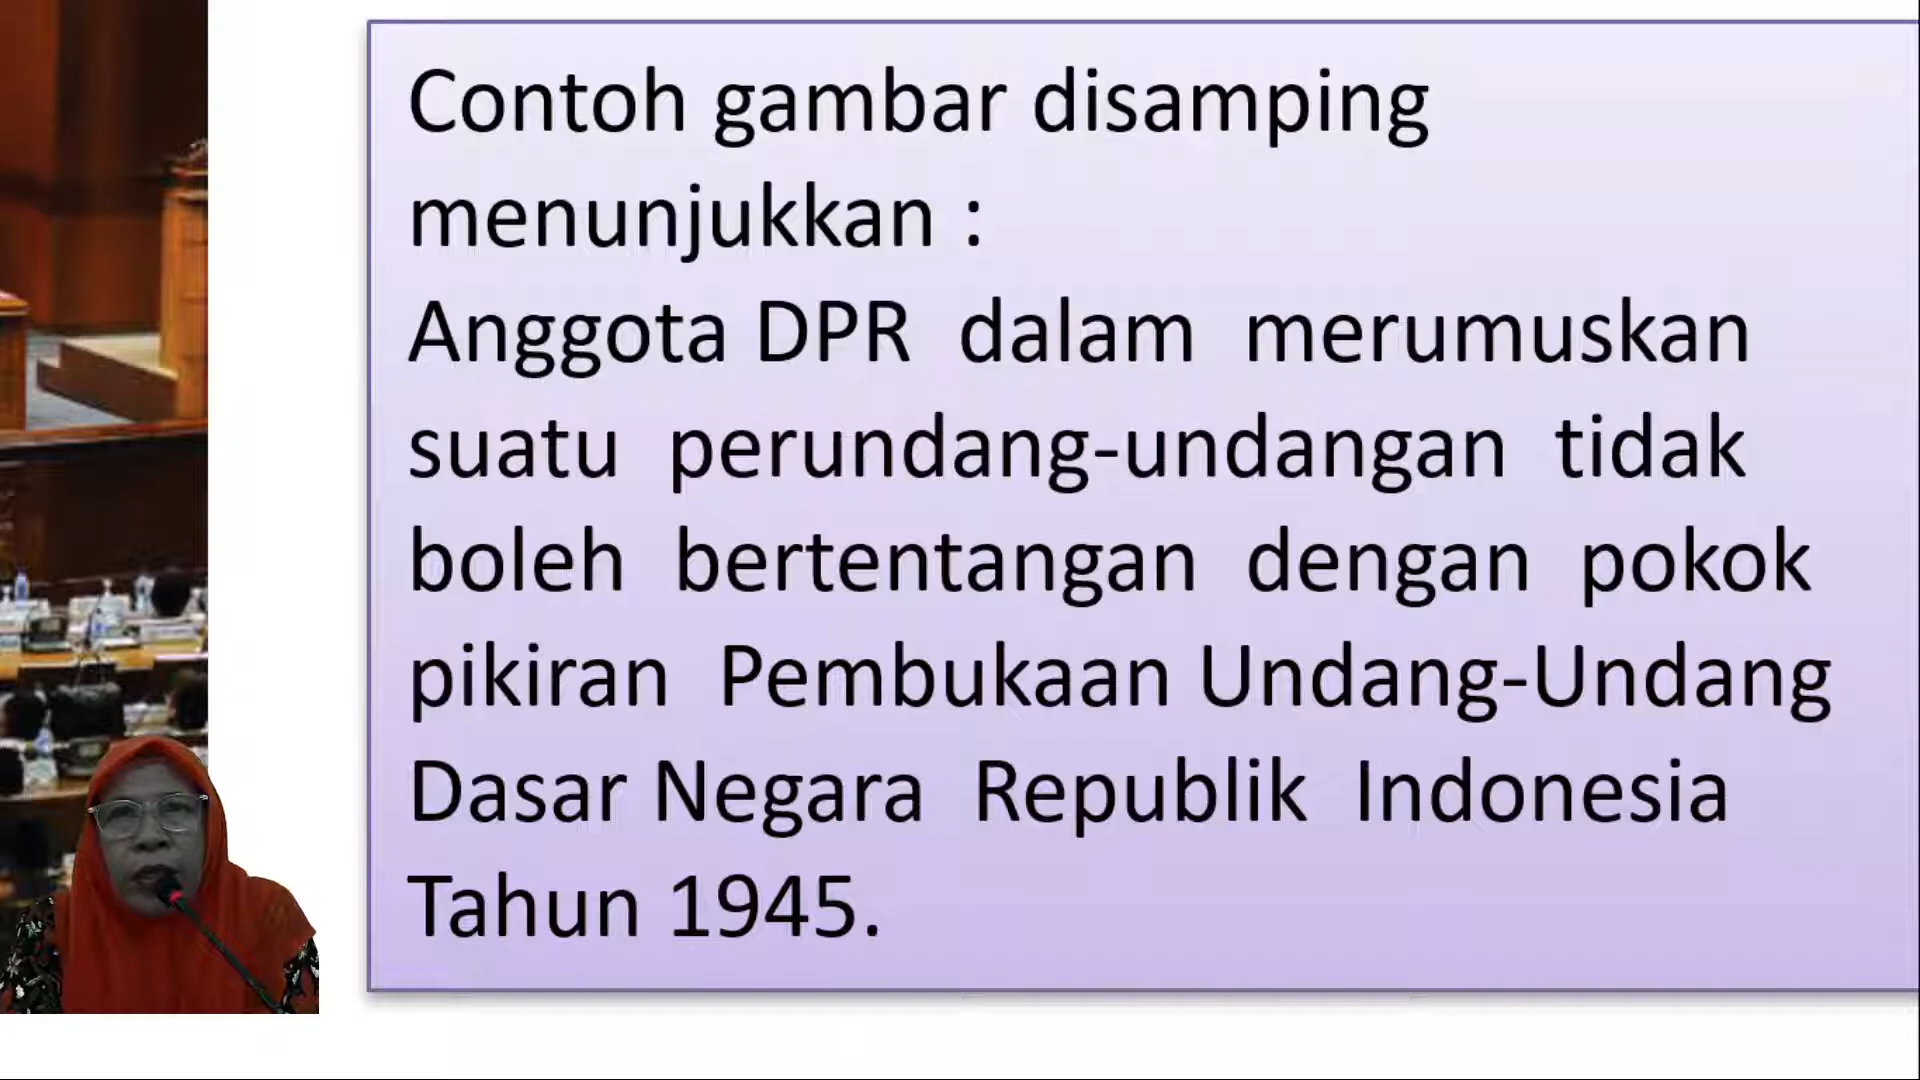 Contoh gambar disamping
menunjukkan :
Anggota DPR dalam merumuskan
suatu perundang-undangan tidak
boleh bertentangan dengan pokok
pikiran Pembukaan Undang-Undang
Dasar Negara Republik Indonesia
Tahun 1945.